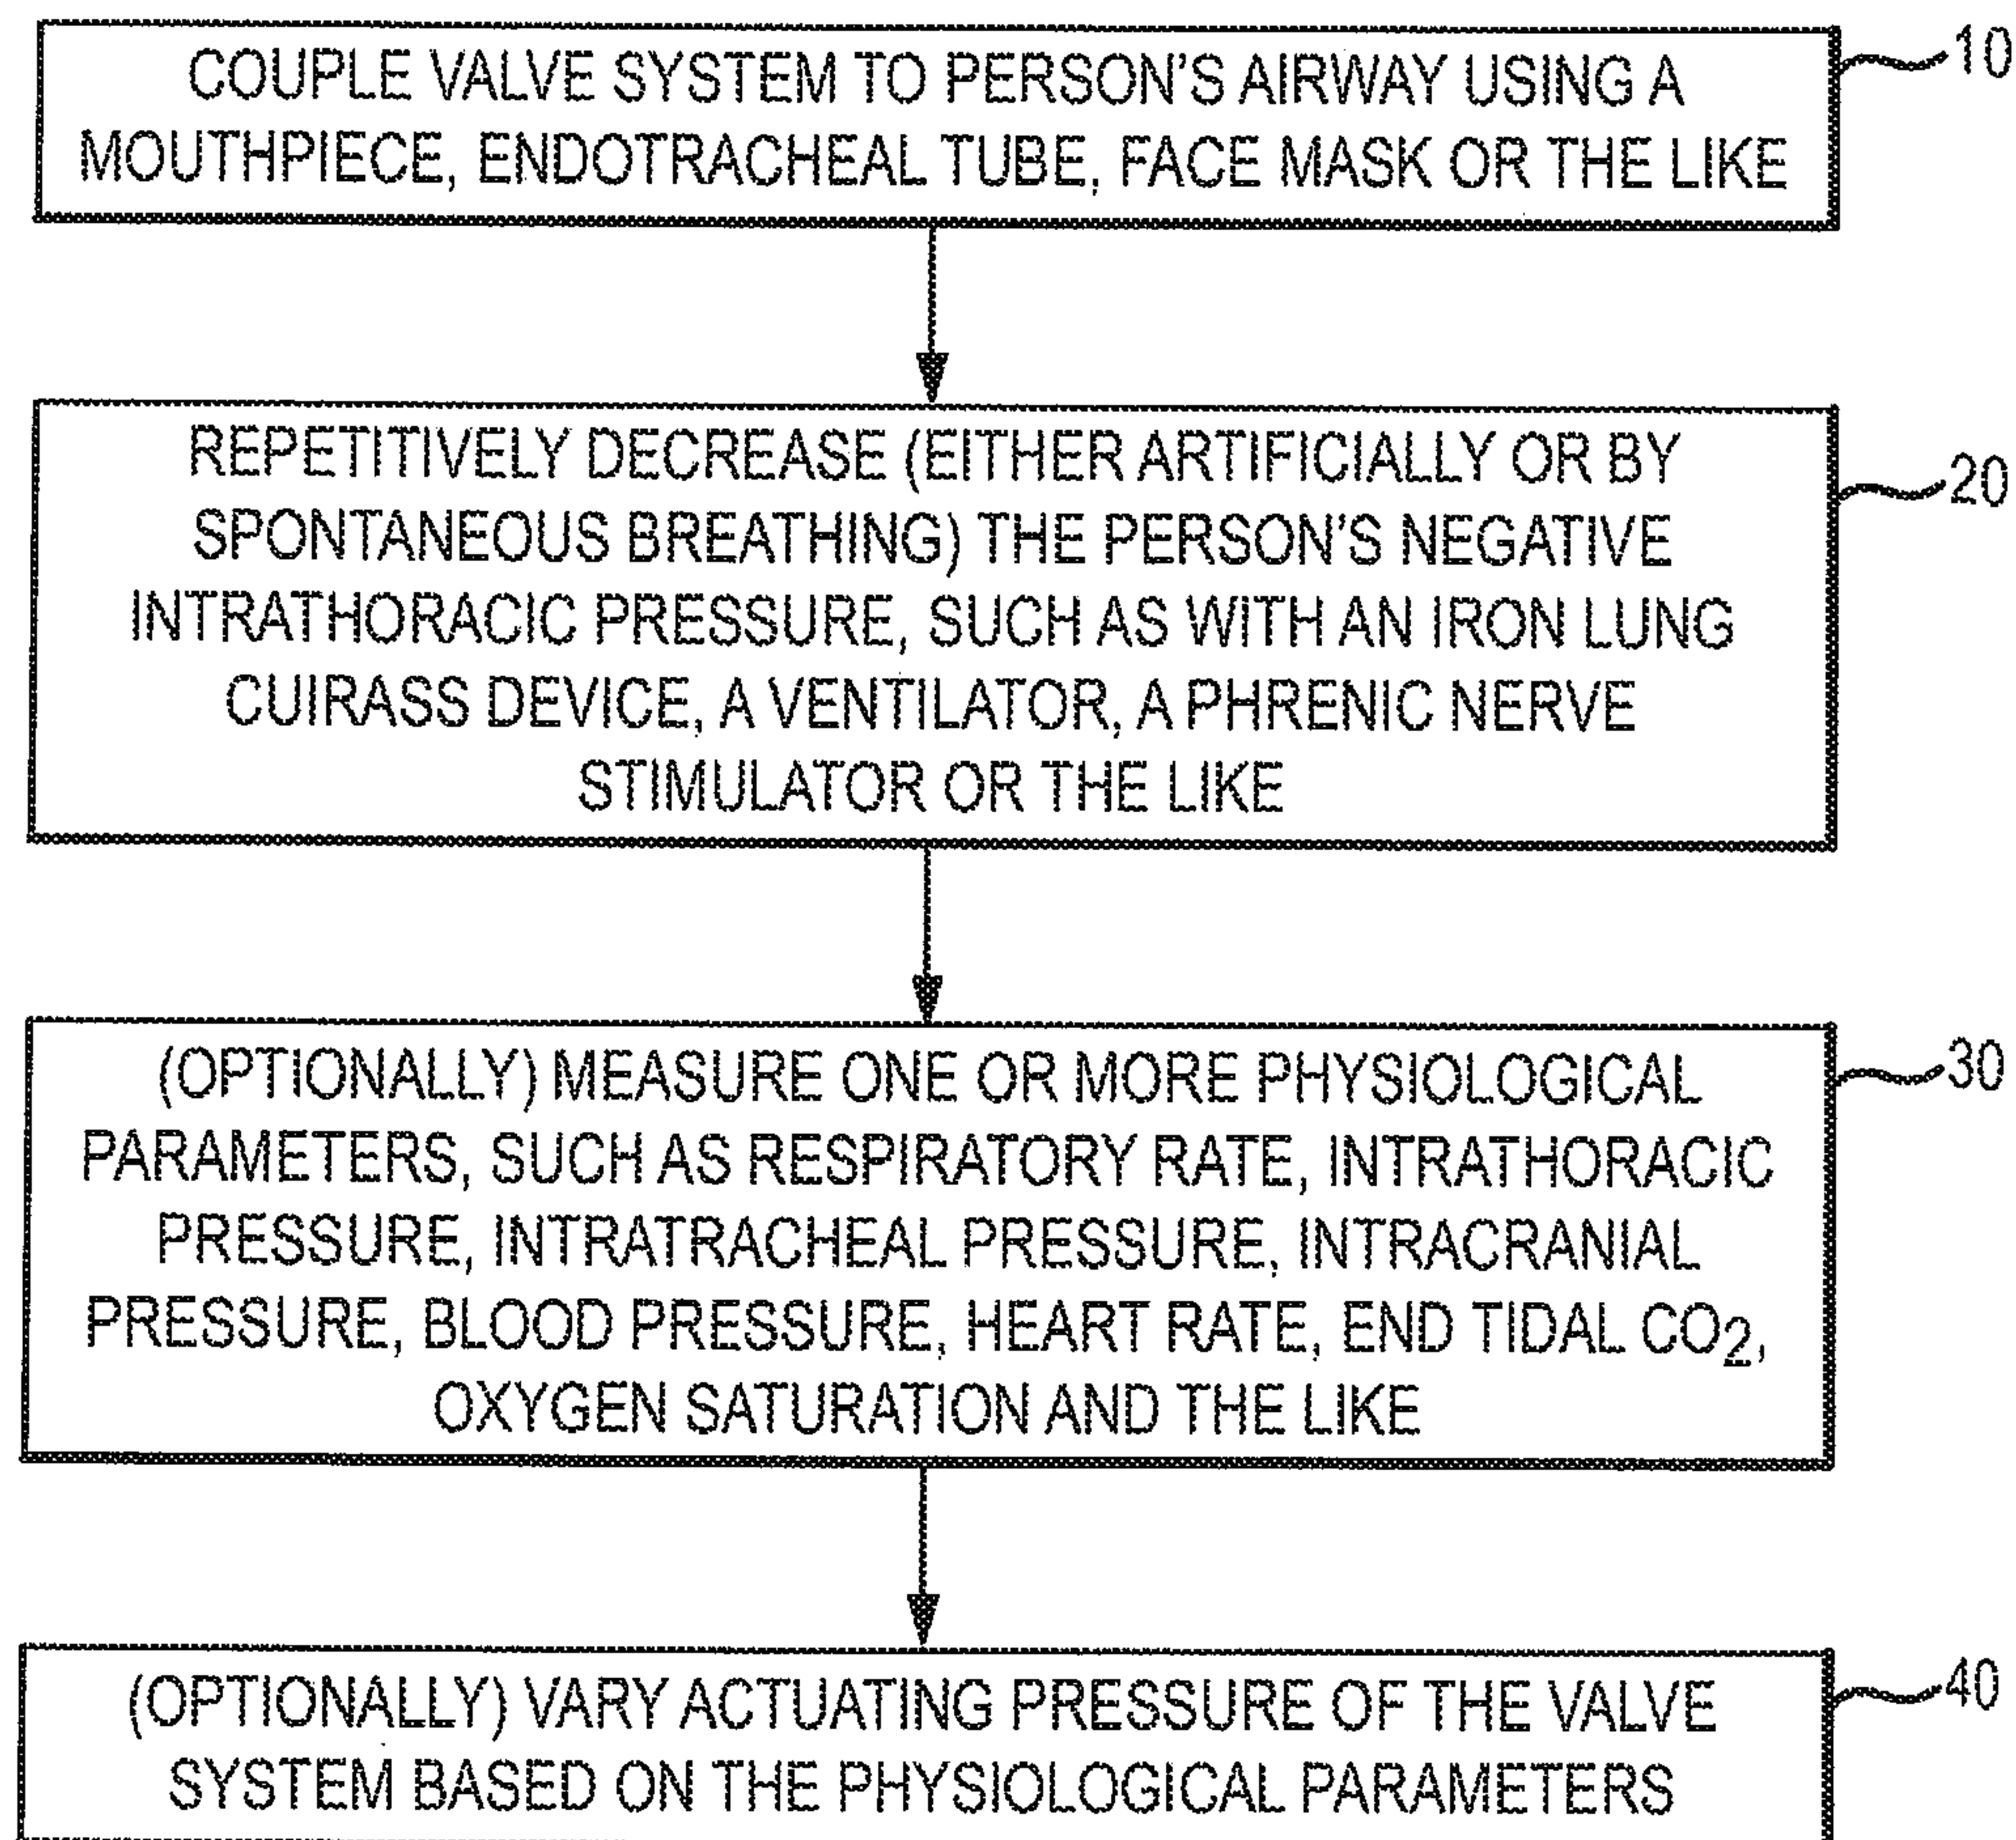 COUPLE VALVE SYSTEM TO PERSON'S AIRWAY USING A
MOUTHPIECE, ENDOTRACHEAL TUBE, FACE MASK OR THE LIKE
10
REPETITIVELY DECREASE (EITHER ARTIFICIALLY OR BY
SPONTANEOUS BREATHING) THE PERSON'S NEGATIVE
INTRATHORACIC PRESSURE, SUCH AS WITH AN IRON LUNG
CUIRASS DEVICE, A VENTILATOR, A PHRENIC NERVE
STIMULATOR OR THE LIKE
20
(OPTIONALLY) MEASURE ONE OR MORE PHYSIOLOGICAL
PARAMETERS, SUCH AS RESPIRATORY RATE, INTRATHORACIC
PRESSURE, INTRATRACHEAL PRESSURE, INTRACRANIAL
PRESSURE, BLOOD PRESSURE, HEART RATE, END TIDAL CO₂,
OXYGEN SATURATION AND THE LIKE
30
(OPTIONALLY) VARY ACTUATING PRESSURE OF THE VALVE
SYSTEM BASED ON THE PHYSIOLOGICAL PARAMETERS
40